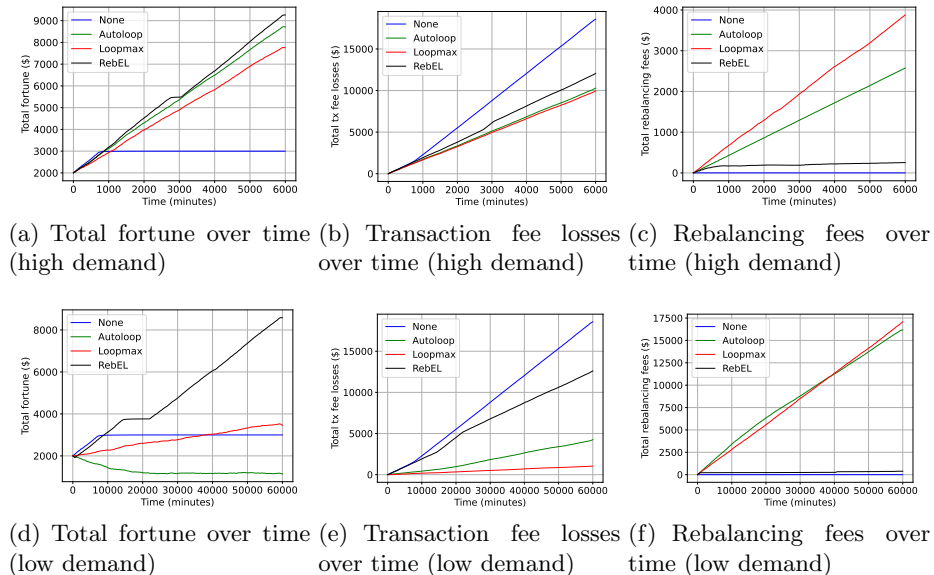 None
Autoloop
Loopmax
RebEL
Total fortune ($)
9000
8000
7000
6000
5000
4000
3000
2000
0 1000 2000 3000 4000 5000 6000
Time (minutes)
None
Autoloop
Loopmax
RebEL
Total tx fee losses ($)
15000
10000
5000
0
0 1000 2000 3000 4000 5000 6000
Time (minutes)
None
Autoloop
Loopmax
RebEL
Total rebalancing fees ($)
4000
3000
2000
1000
0
0 1000 2000 3000 4000 5000 6000
Time (minutes)
(a) Total fortune over time
(high demand)
(b) Transaction fee losses
over time (high demand)
(c) Rebalancing fees over
time (high demand)
None
Autoloop
Loopmax
RebEL
Total fortune ($)
8000
6000
4000
2000
0 10000 20000 30000 40000 50000 60000
Time (minutes)
None
Autoloop
Loopmax
RebEL
Total tx fee losses ($)
15000
10000
5000
0
0 10000 20000 30000 40000 50000 60000
Time (minutes)
None
Autoloop
Loopmax
RebEL
Total rebalancing fees ($)
17500
15000
12500
10000
7500
5000
2500
0
0 10000 20000 30000 40000 50000 60000
Time (minutes)
(d) Total fortune over time
(low demand)
(e) Transaction fee losses
over time (low demand)
(f) Rebalancing fees over
time (low demand)